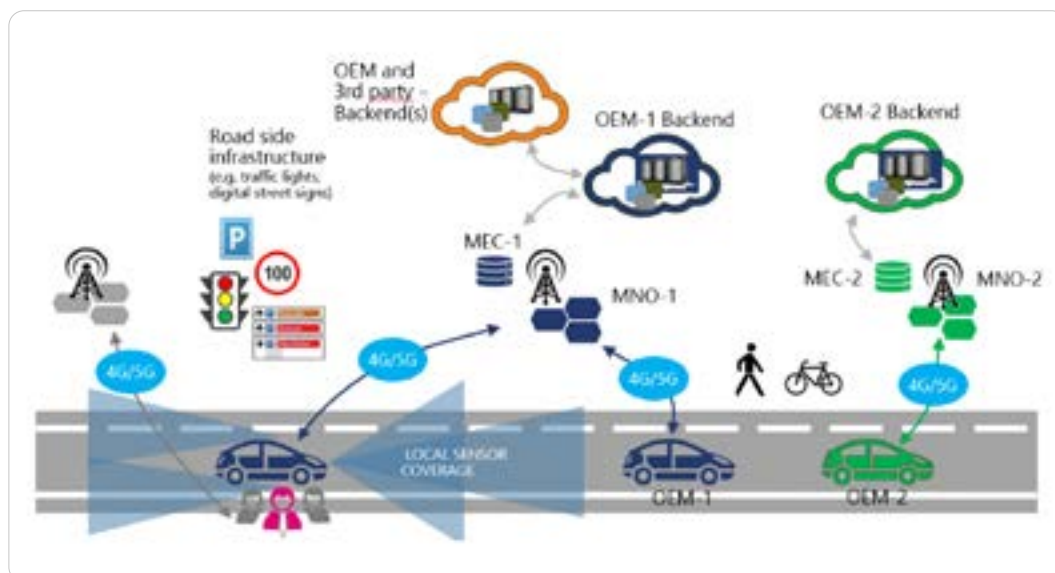 OEM and
3rd party –
Backend(s)
OEM-1 Backend
OEM-2 Backend
Road side
infrastructure
(e.g. traffic lights,
digital street signs)
P
100
MEC-1
MNO-1
MEC-2
MNO-2
4G/5G
4G/5G
4G/5G
4G/5G
LOCAL SENSOR
COVERAGE
OEM-1
OEM-2